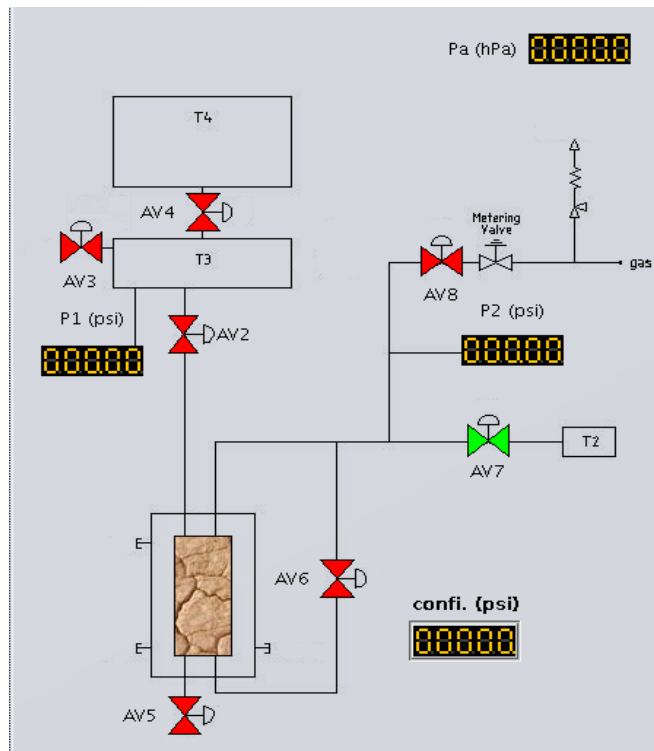 Pa (hPa) 00000
T4
AV4
Metering
Valve
T3
gas
AV3
AV8
P1 (psi)
AV2
P2 (psi)
00000
00000
T2
AV7
AV6
confi. (psi)
00000
AV5